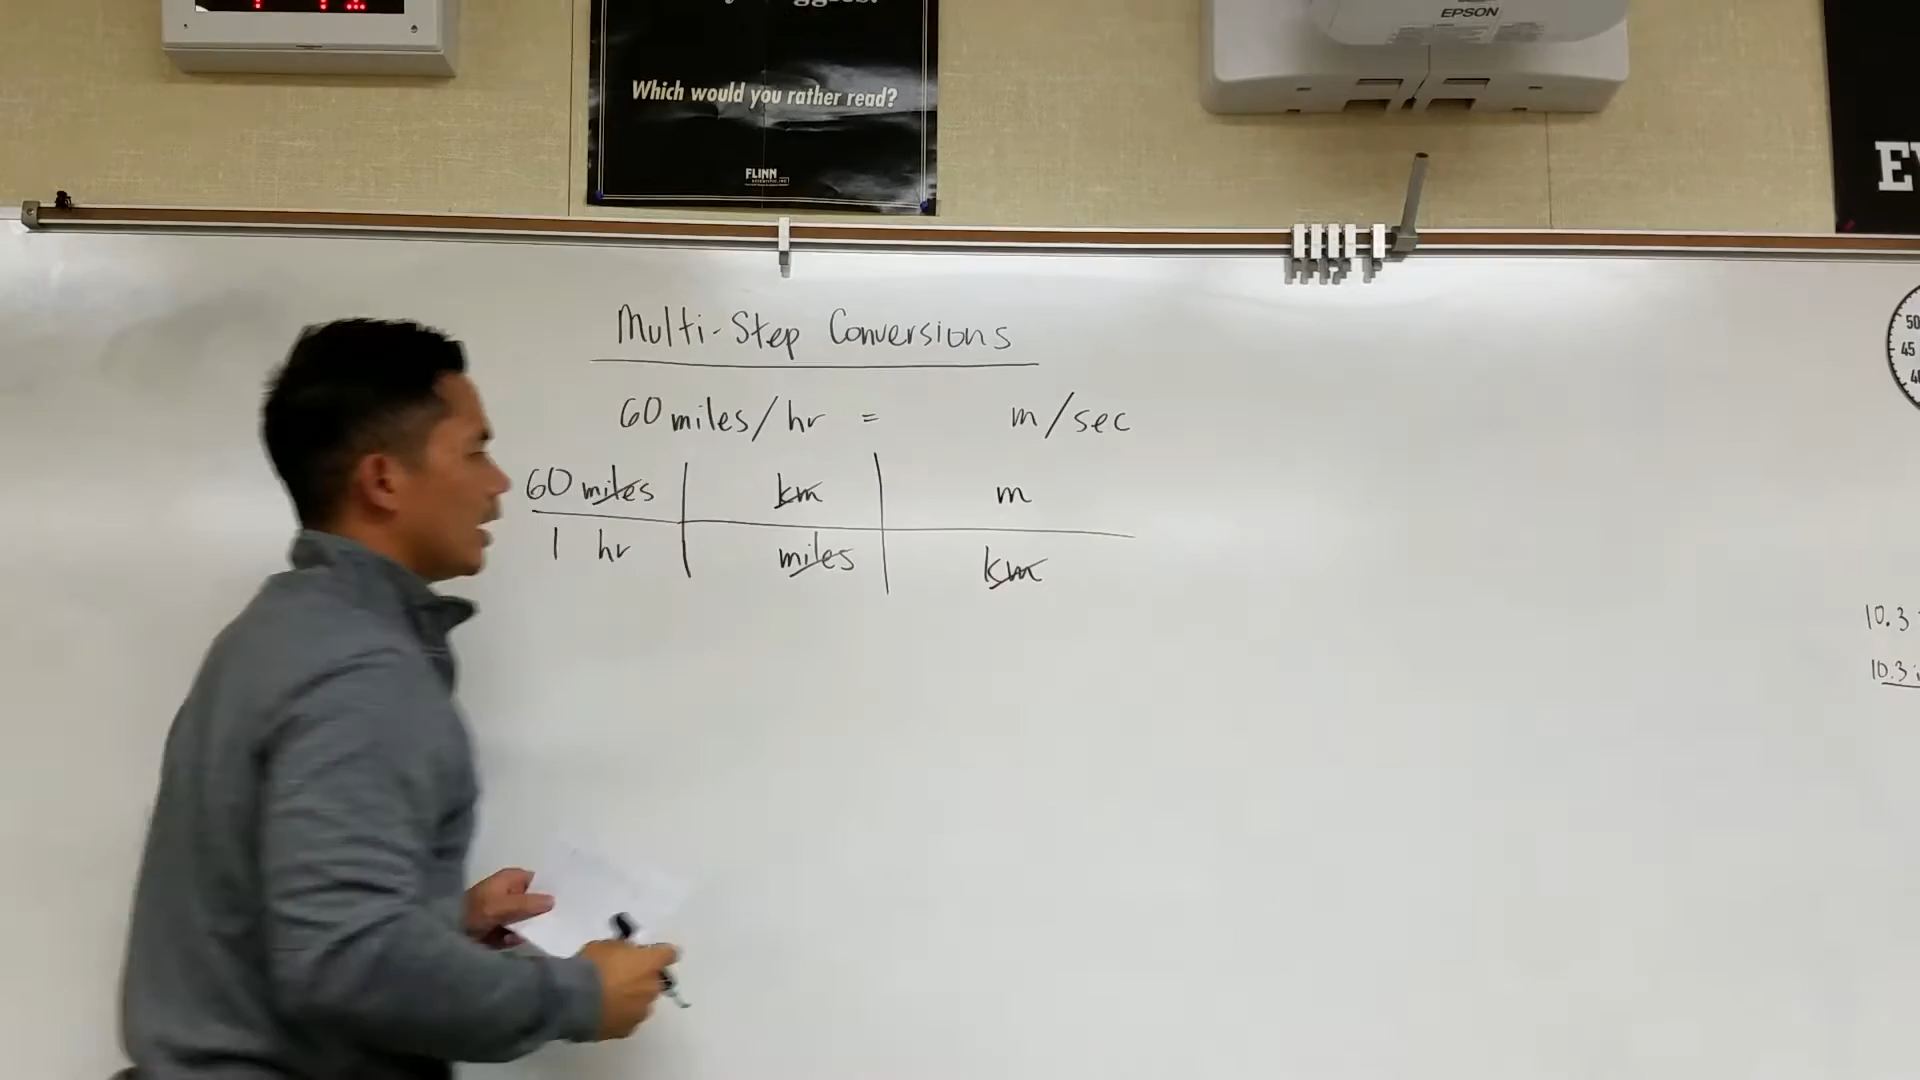 EPSON
Which would you rather read?
FLINN
Multi-Step Conversions
60 miles/hr = m/sec
60 miles km m
1 hr miles km
50
45
10.3
10.3 i